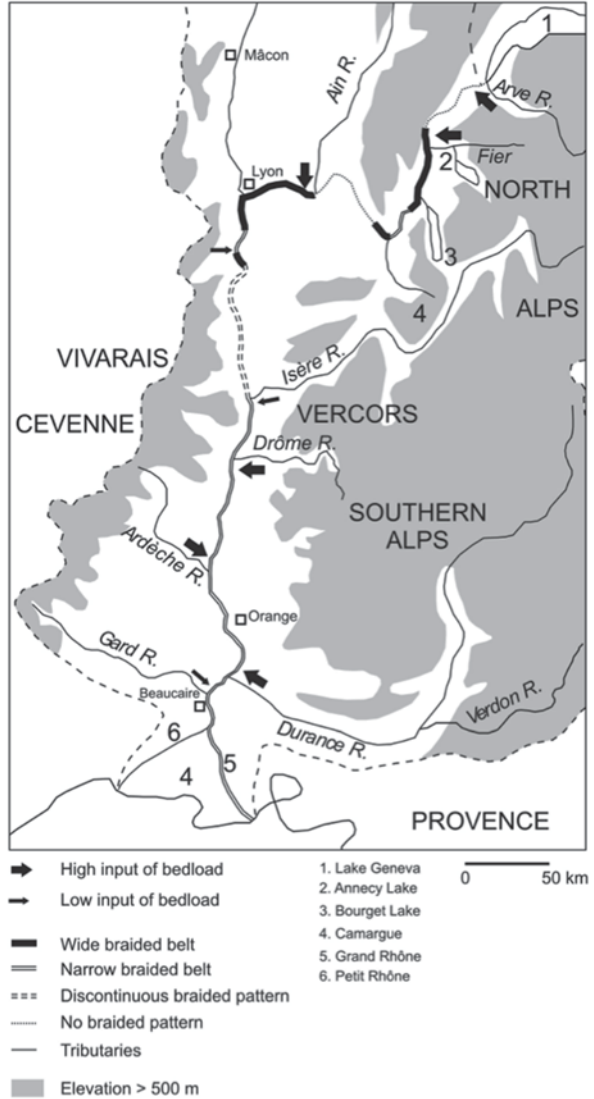 1
Mâcon
Ain R.
Arve R.
Lyon
2
Fier
NORTH
3
4
ALPS
VIVARAIS
Isère R.
CEVENNE
VERCORS
Drôme R.
SOUTHERN
ALPS
Ardèche R.
Orange
Gard R.
Beaucaire
Verdon R.
Durance R.
6
4
5
PROVENCE
High input of bedload
Low input of bedload
Wide braided belt
Narrow braided belt
Discontinuous braided pattern
No braided pattern
Tributaries
Elevation > 500 m
1. Lake Geneva
2. Annecy Lake
3. Bourget Lake
4. Camargue
5. Grand Rhône
6. Petit Rhône
0 50 km